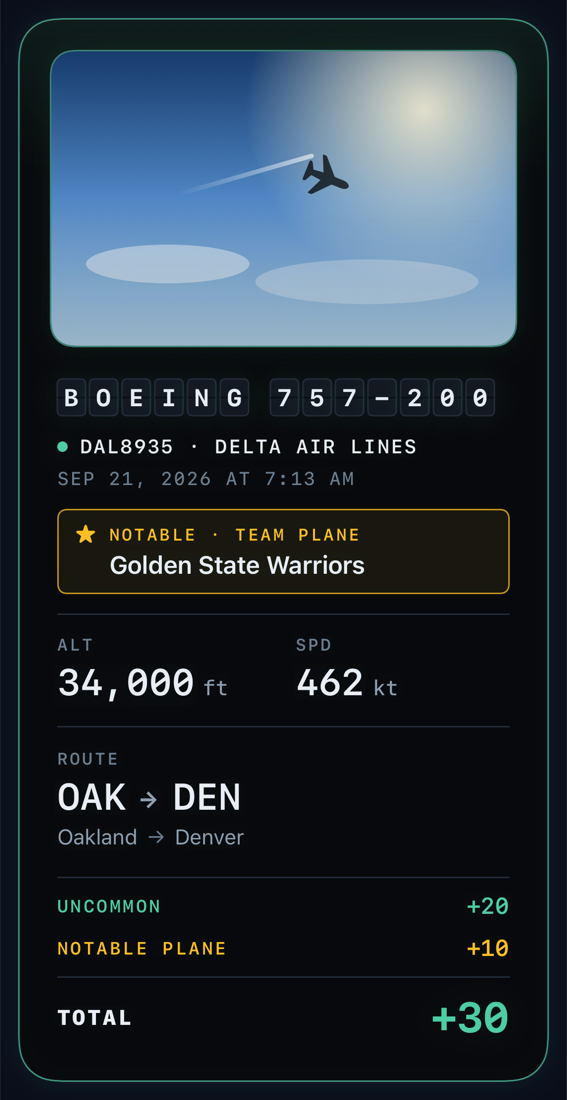 BOEING 757-200
DAL8935 · DELTA AIR LINES
SEP 21, 2026 AT 7:13 AM
NOTABLE · TEAM PLANE
Golden State Warriors
ALT SPD
34,000 ft 462 kt
ROUTE
OAK → DEN
Oakland → Denver
UNCOMMON +20
NOTABLE PLANE +10
TOTAL +30